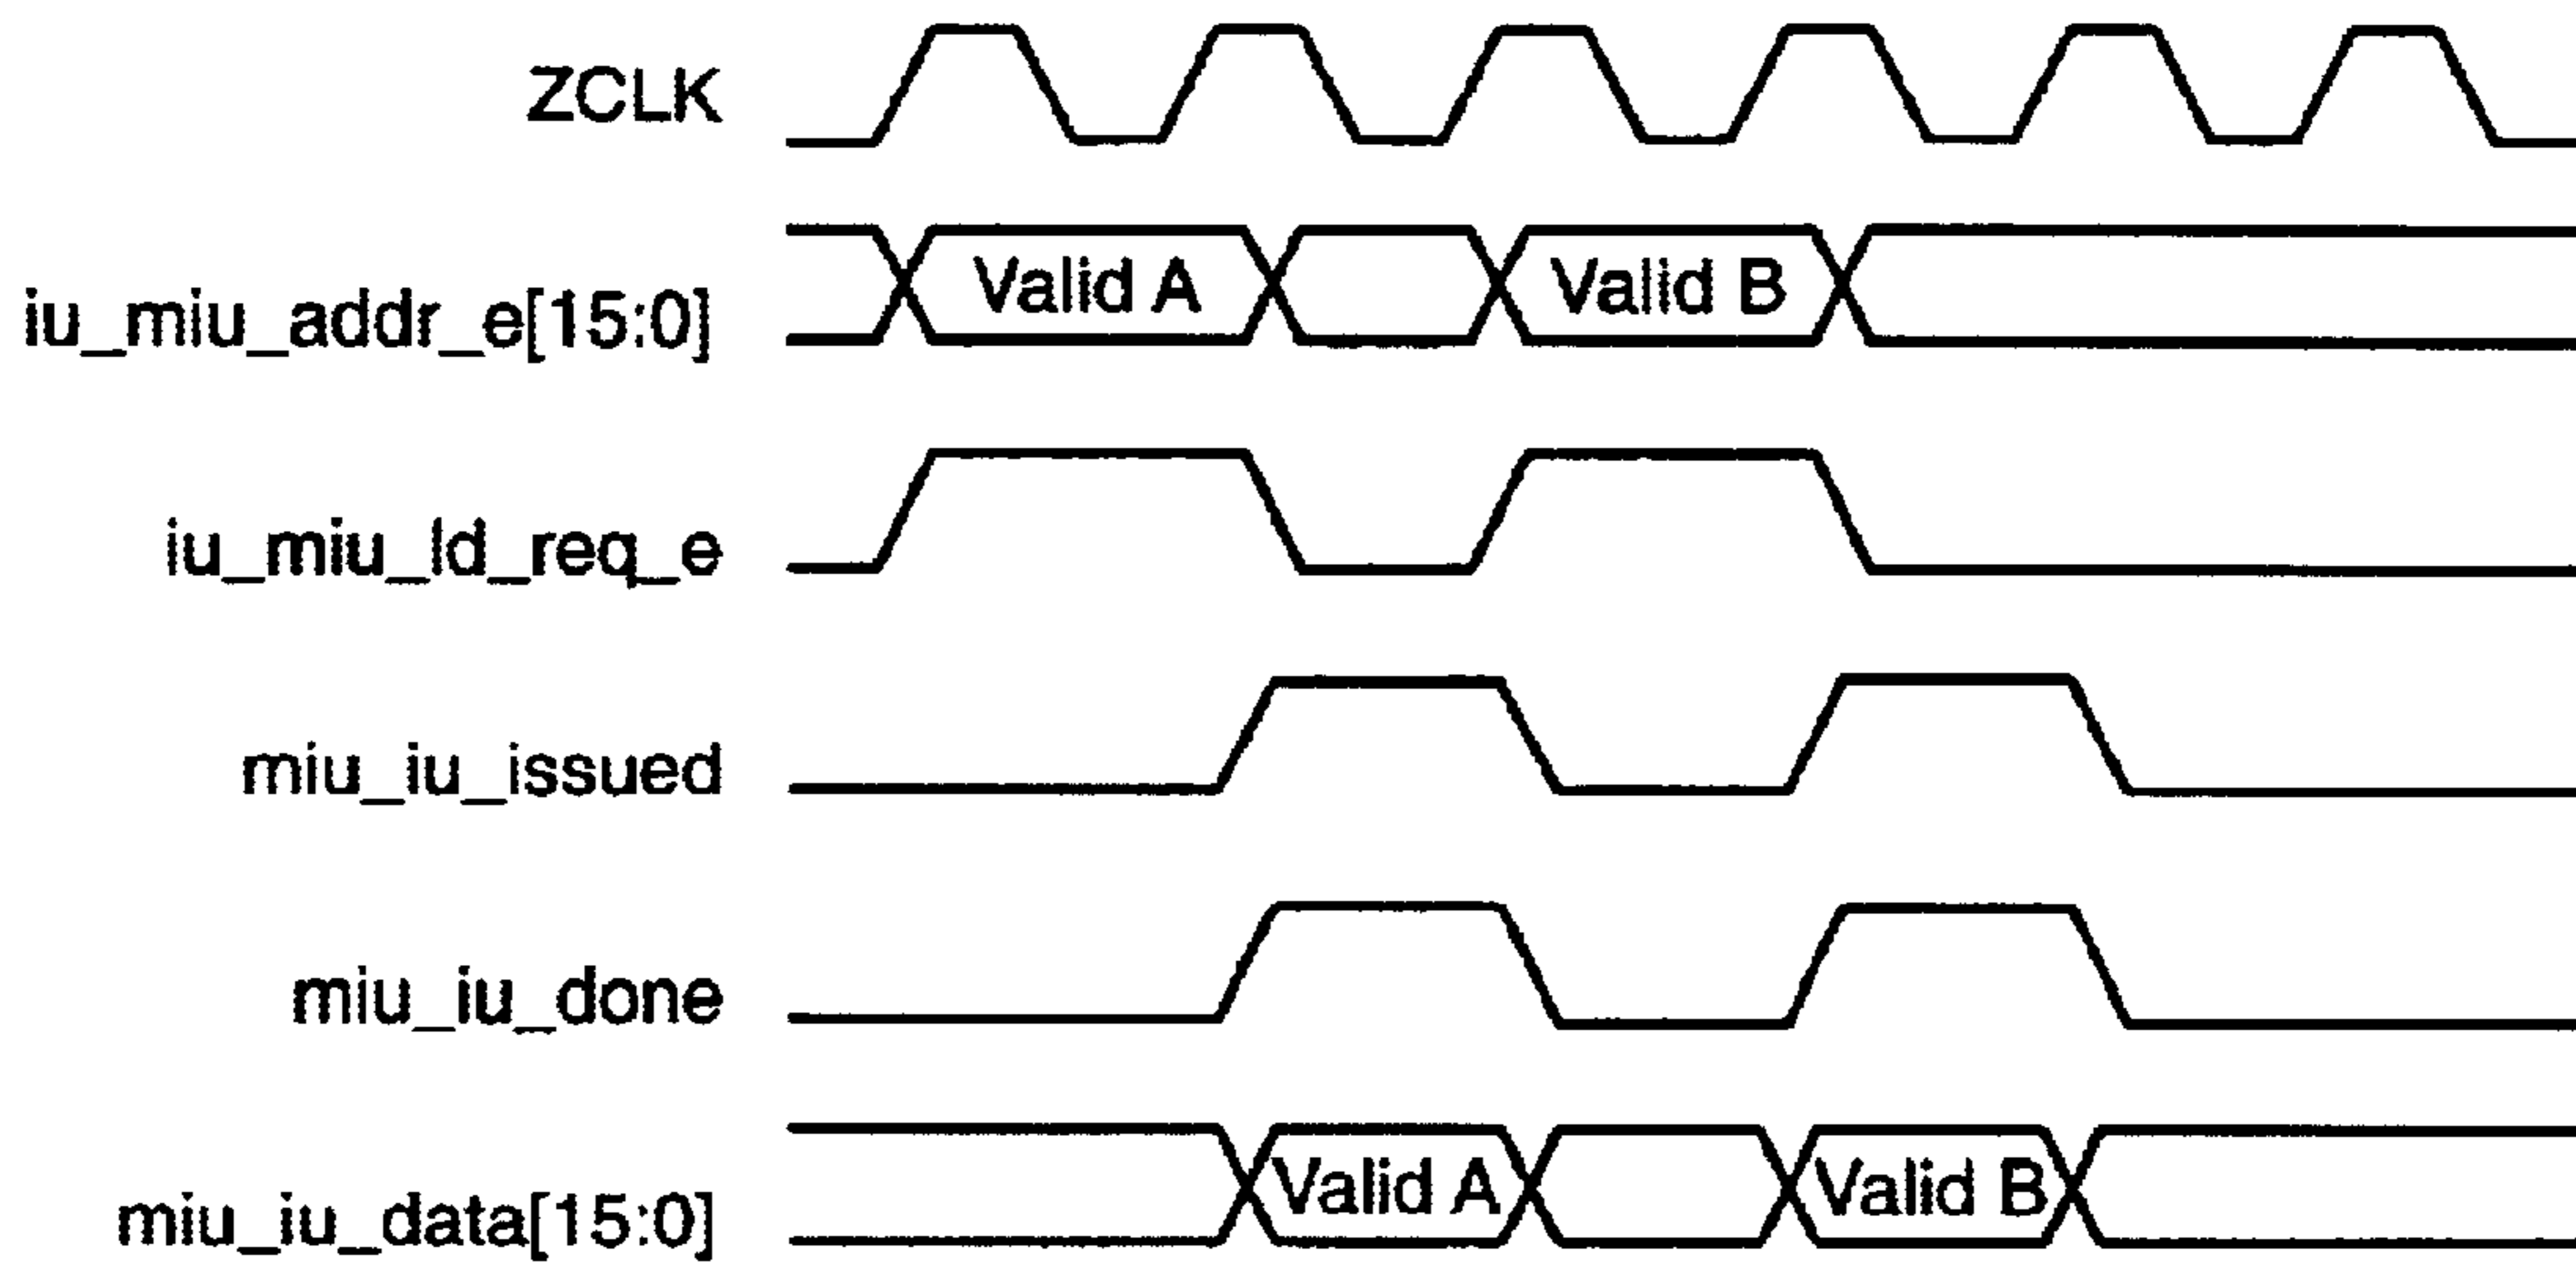 ZCLK
iu_miu_addr_e[15:0]
Valid A
Valid B
iu_miu_ld_req_e
miu_iu_issued
miu_iu_done
miu_iu_data[15:0]
Valid A
Valid B